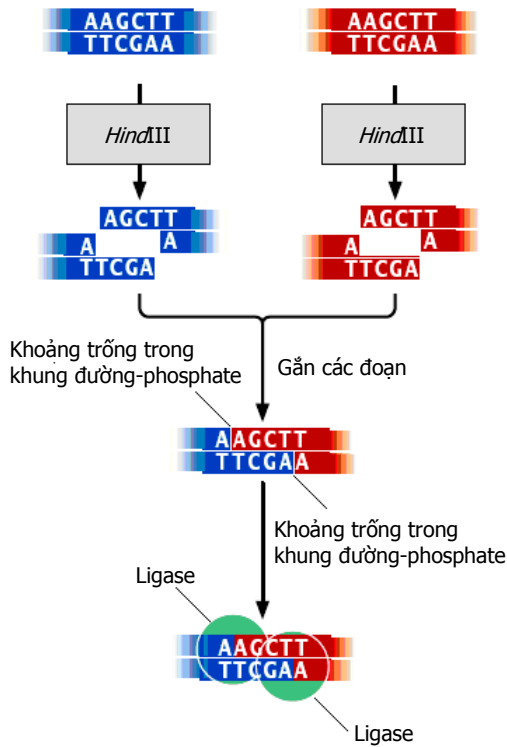 AAGCTT
TTCGAA
AAGCTT
TTCGAA
HindIII
HindIII
AGCTT
A A
TTCGA
AGCTT
A A
TTCGA
Khoảng trống trong
khung đường-phosphate
Gắn các đoạn
AAGCTT
TTCGAA
Khoảng trống trong
khung đường-phosphate
Ligase
AAGCTT
TTCGAA
Ligase